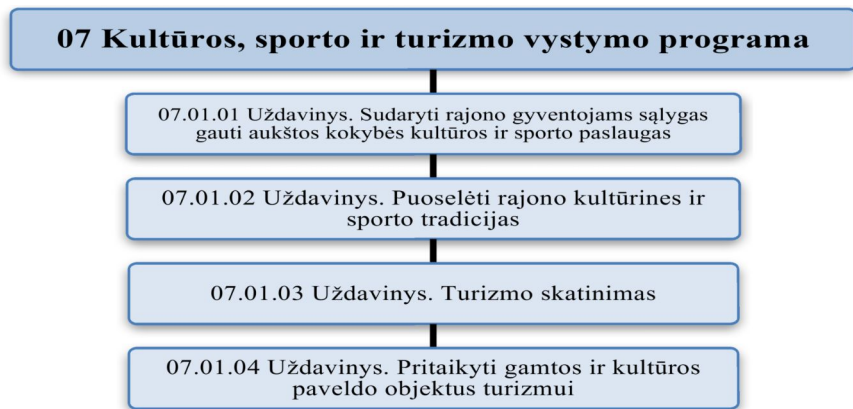 07 Kultūros, sporto ir turizmo vystymo programa
07.01.01 Uždavinys. Sudaryti rajono gyventojams sąlygas
gauti aukštos kokybės kultūros ir sporto paslaugas
07.01.02 Uždavinys. Puoselėti rajono kultūrines ir
sporto tradicijas
07.01.03 Uždavinys. Turizmo skatinimas
07.01.04 Uždavinys. Pritaikyti gamtos ir kultūros
paveldo objektus turizmui